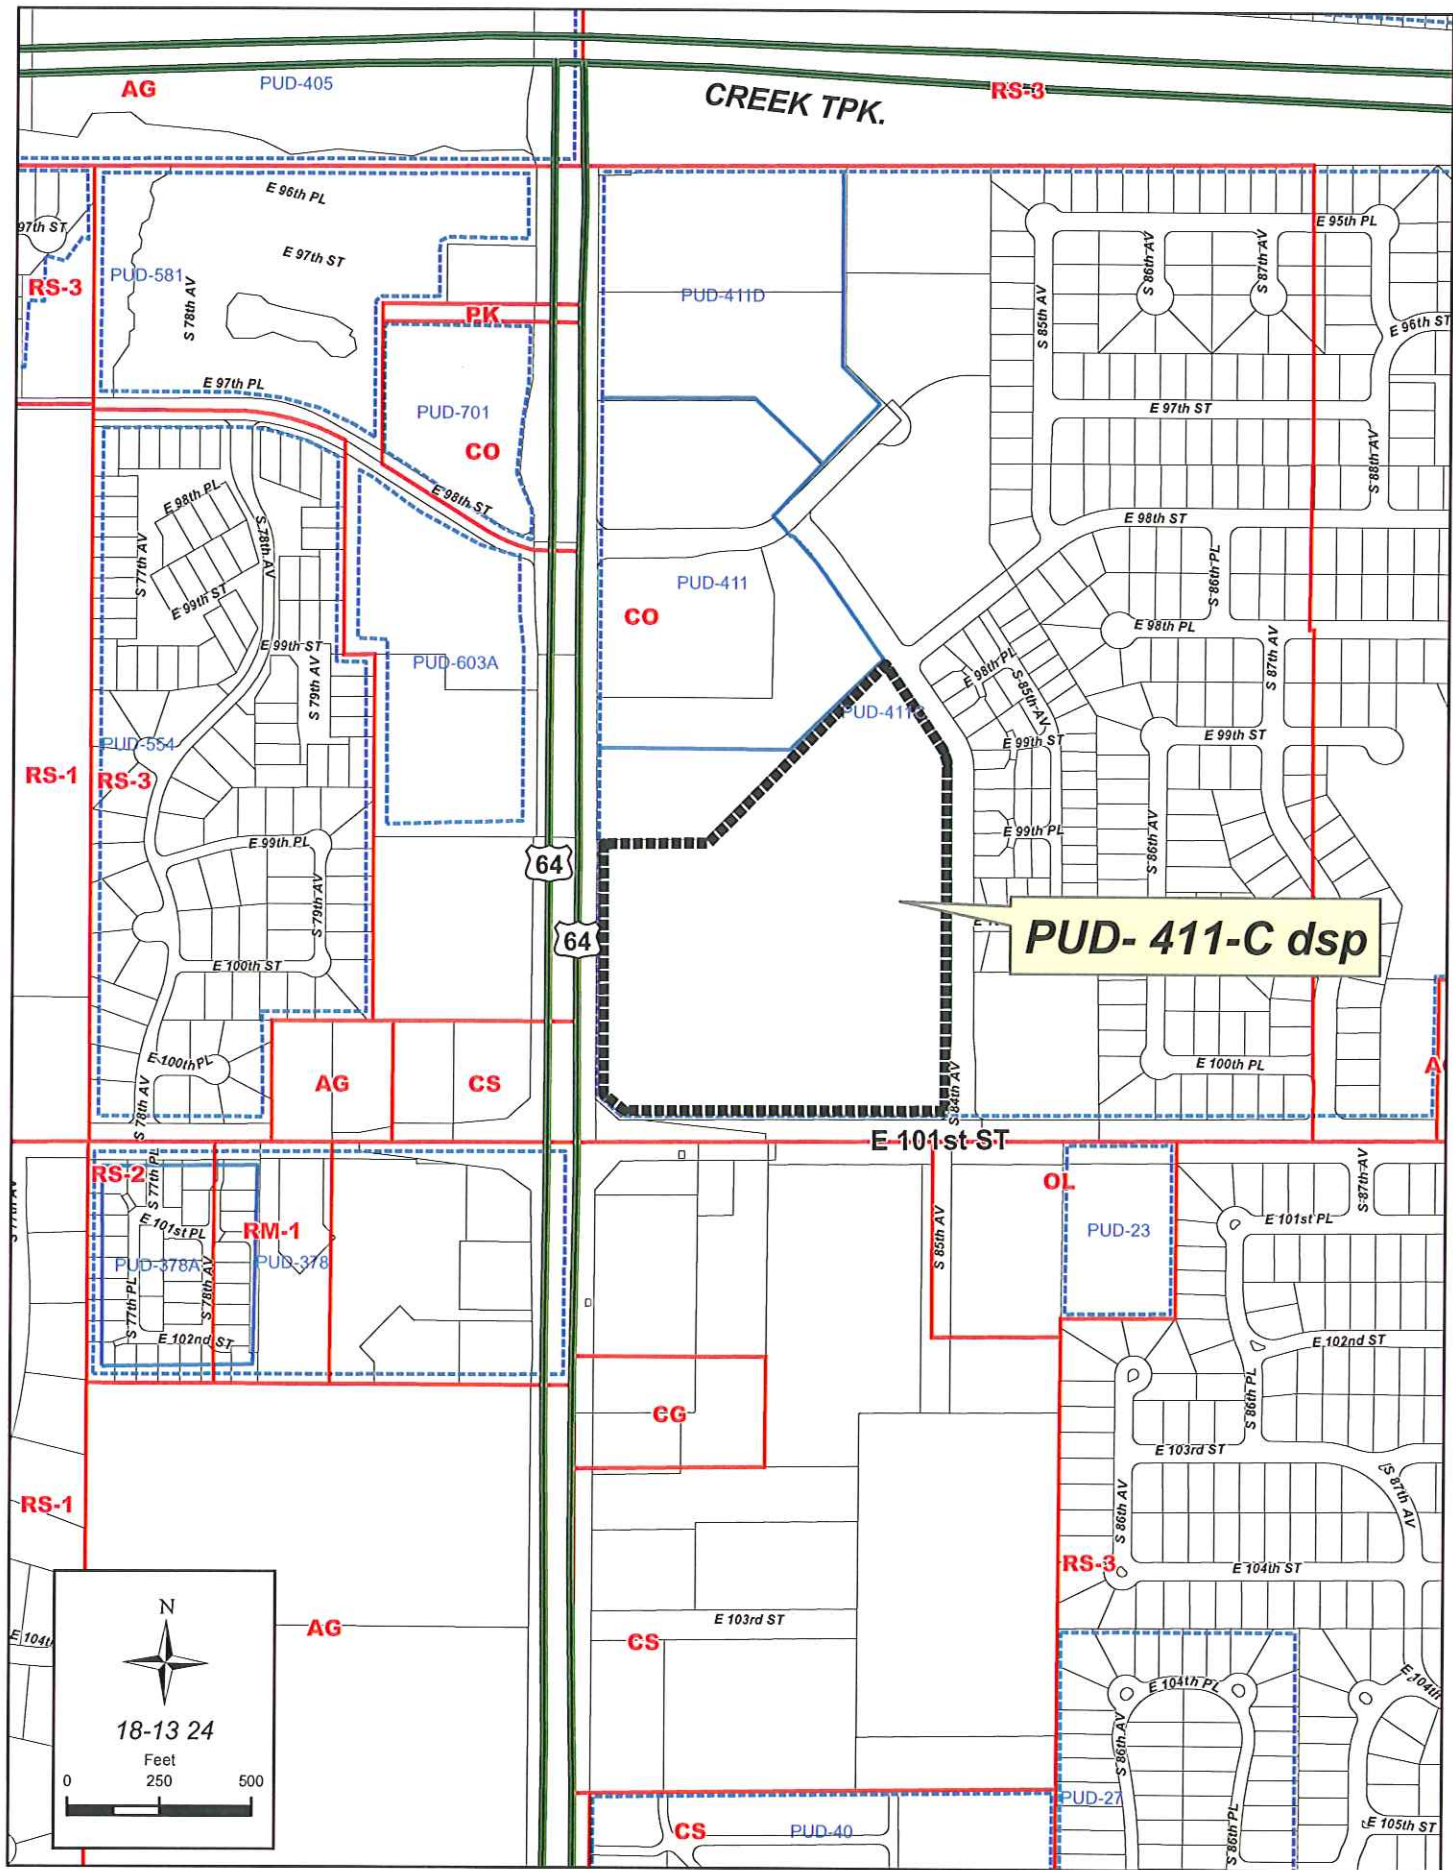 AG
PUD-405
CREEK TPK.
RS-3
E 96th PL
97th ST
E 97th ST
RS-3
PUD-581
S 78th AV
PK
E 97th PL
PUD-701
CO
E 98th ST
PUD-411D
E 95th PL
S 86th AV
S 87th AV
S 85th AV
E 96th ST
E 97th ST
S 88th AV
E 98th ST
S 86th PL
E 98th PL
S 87th AV
E 98th PL
S 78th AV
S 77th AV
E 99th ST
E 99th ST
S 79th AV
PUD-603A
PUD-411
CO
PUD-411C
E 98th PL
S 85th AV
E 99th ST
E 99th ST
E 99th PL
S 86th AV
PUD-554
RS-1
RS-3
E 99th PL
S 79th AV
E 100th ST
64
64
PUD- 411-C dsp
E 100th PL
S 78th AV
AG
CS
S 84th AV
E 100th PL
E 101st ST
RS-2
S 77th PL
E 101st PL
RM-1
PUD-378A
PUD-378
S 77th PL
S 78th AV
E 102nd ST
S 77th AV
OL
S 85th AV
PUD-23
S 87th AV
E 101st PL
E 102nd ST
S 86th PL
CG
E 103rd ST
S 87th AV
S 86th AV
RS-1
RS-3
E 104th ST
AG
E 103rd ST
CS
E 104th
E 104th PL
E 104th
S 86th AV
S 86th PL
PUD-27
E 105th ST
CS
PUD-40
N
18-13 24
Feet
0 250 500